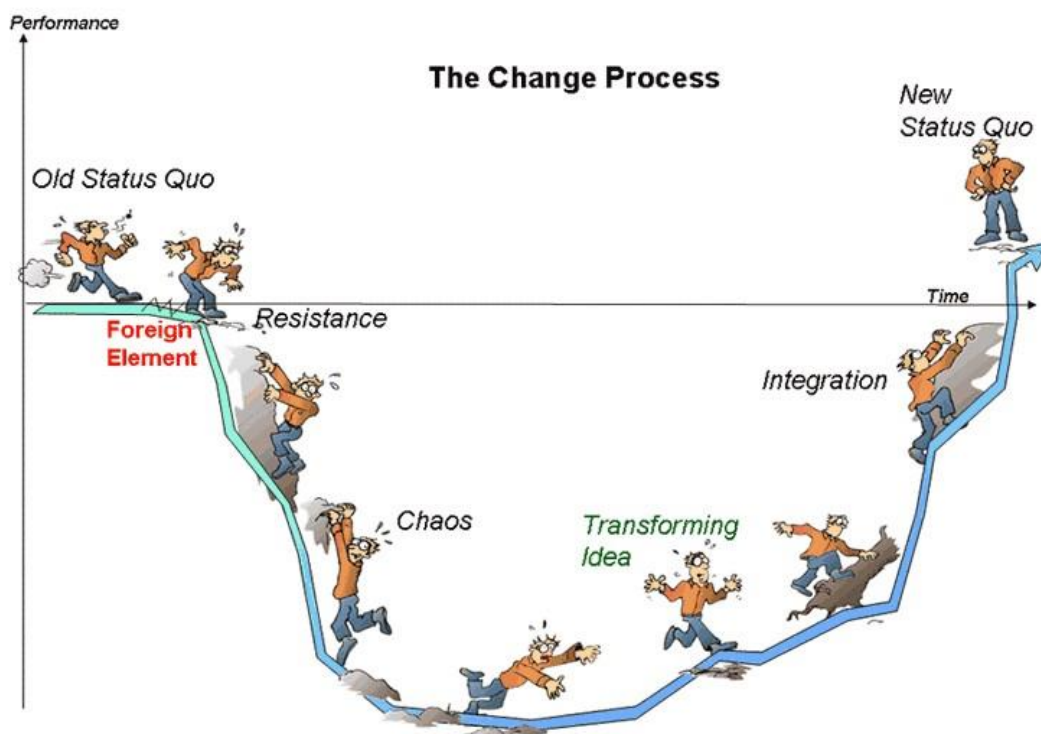 Performance
The Change Process
New
Status Quo
Old Status Quo
Time
Foreign
Element
Resistance
Integration
Chaos
Transforming
Idea